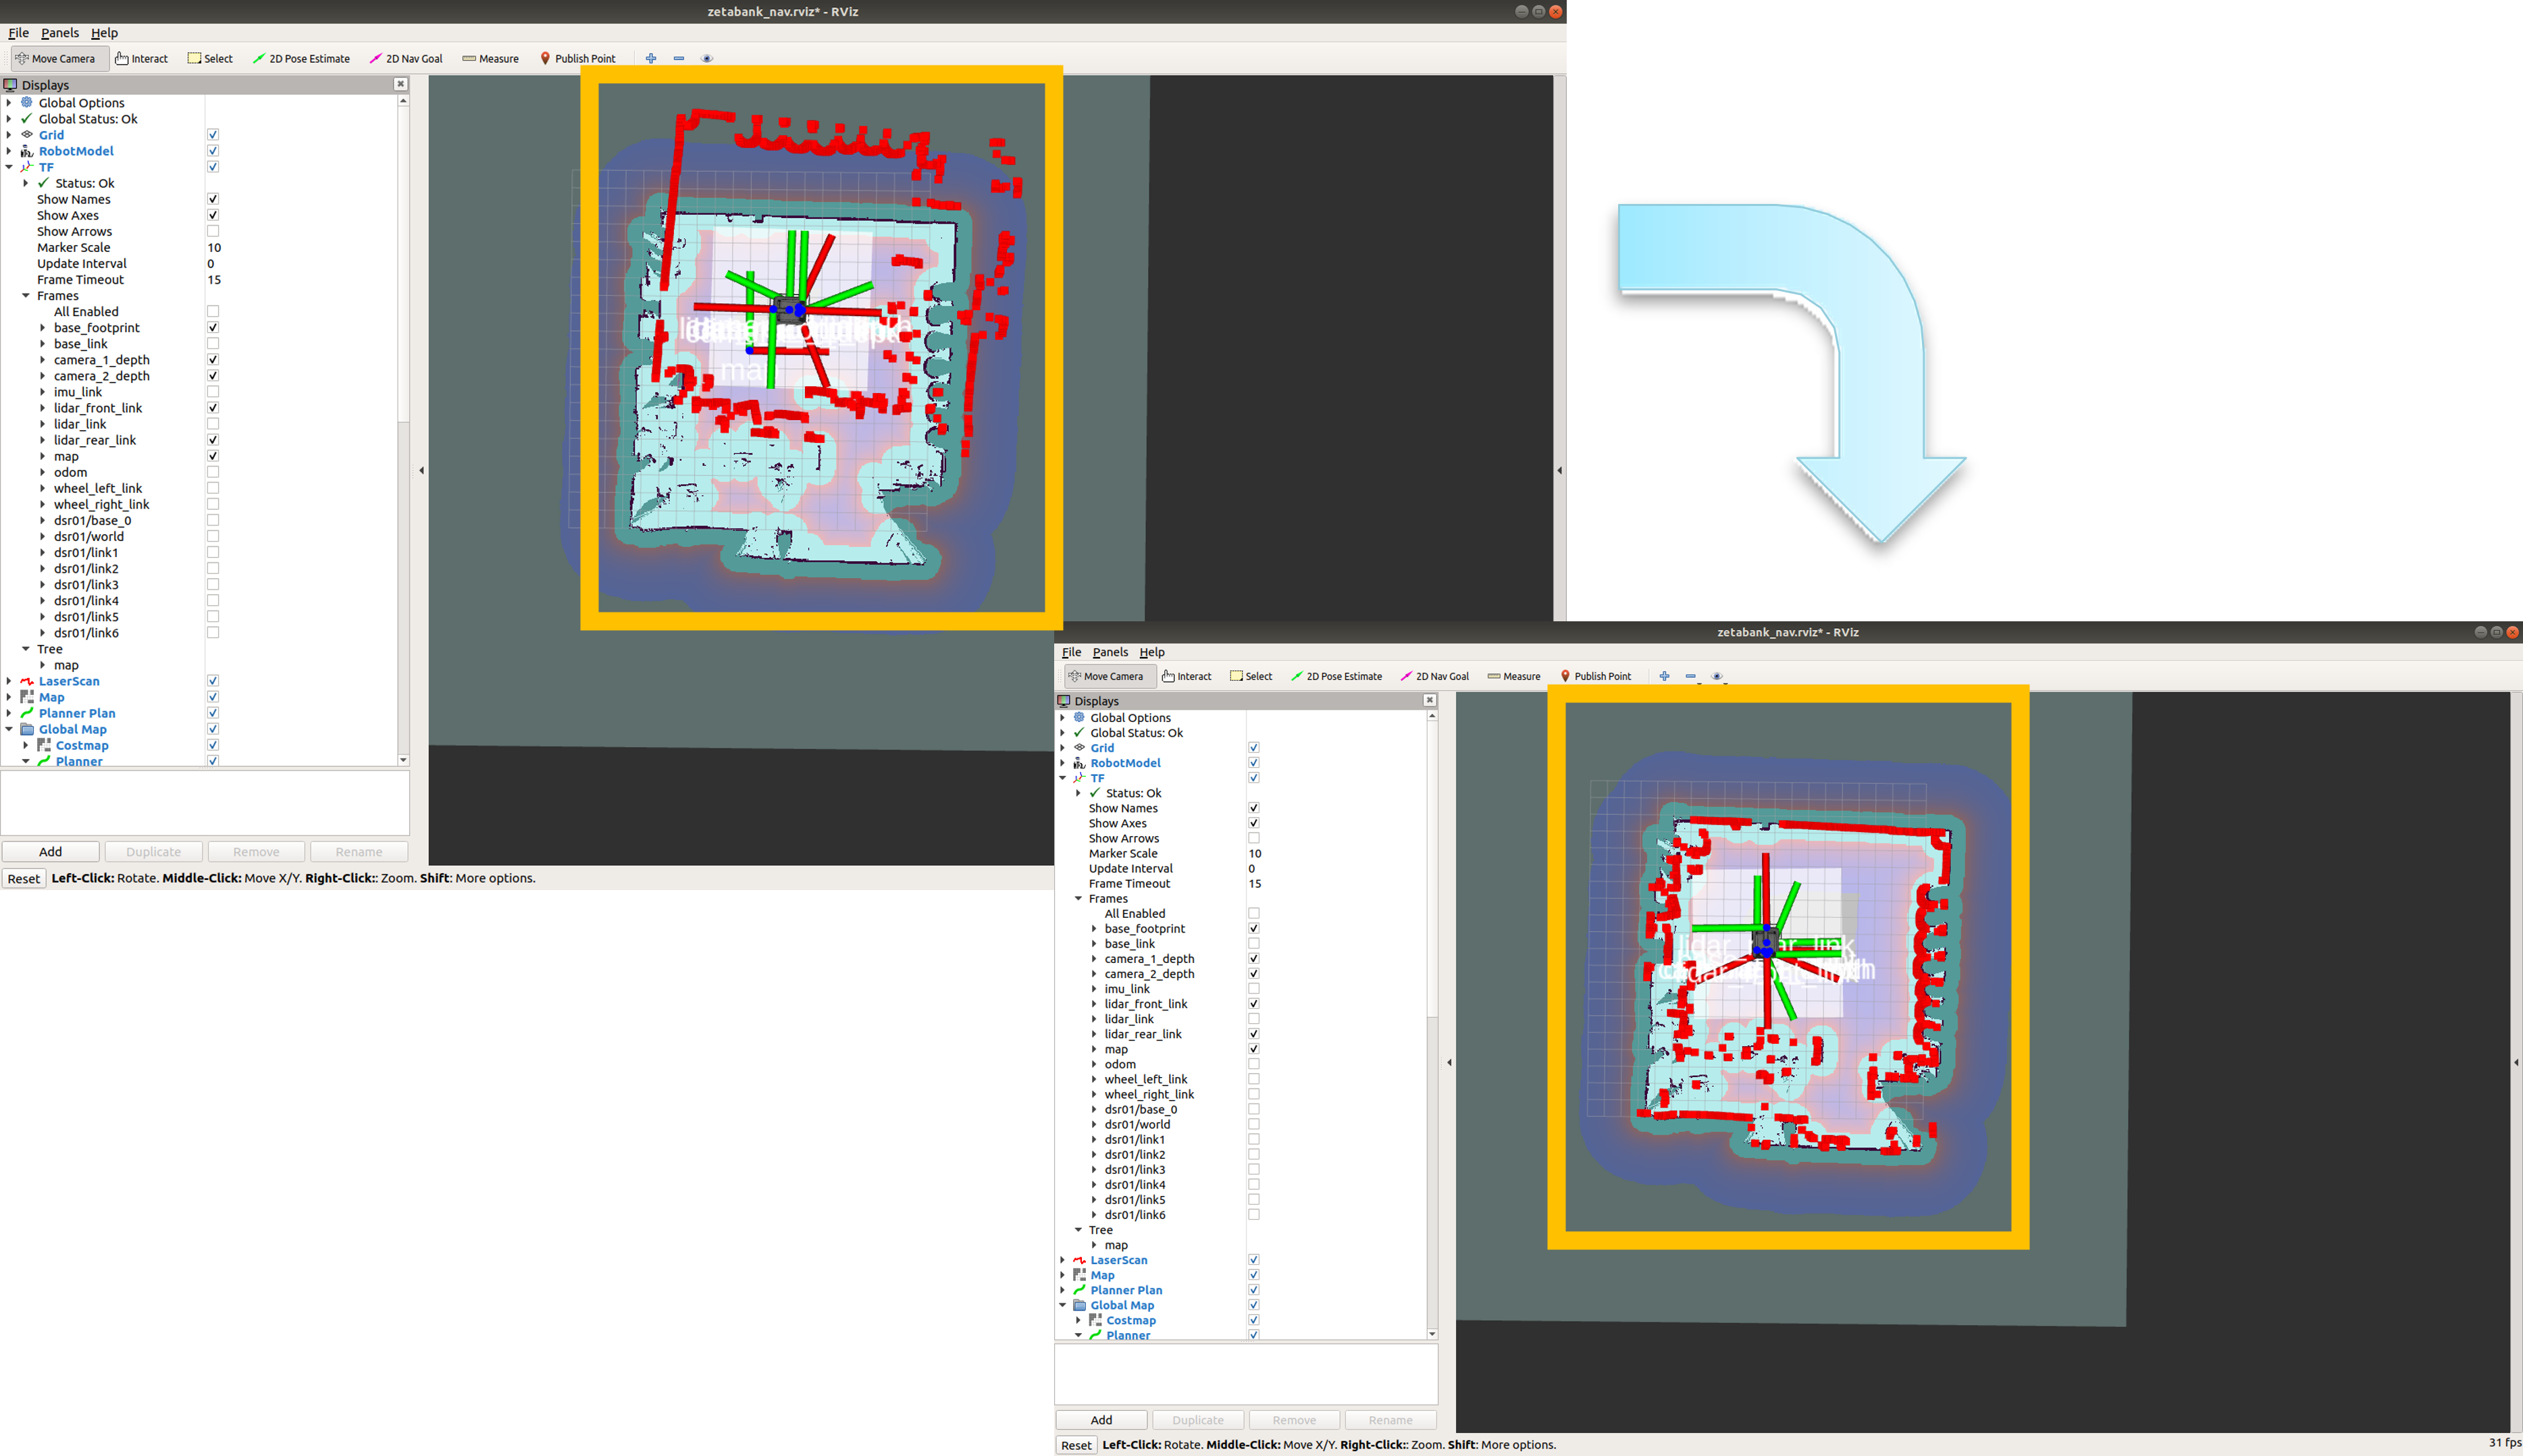 zetabank_nav.rviz* - RViz
File Panels Help
Move Camera Interact Select 2D Pose Estimate 2D Nav Goal Measure Publish Point
Displays
Global Options
Global Status: Ok
Grid
RobotModel
TF
Status: Ok
Show Names
Show Axes
Show Arrows
Marker Scale 10
Update Interval 0
Frame Timeout 15
Frames
All Enabled
base_footprint
base_link
camera_1_depth
camera_2_depth
imu_link
lidar_front_link
lidar_link
lidar_rear_link
map
odom
wheel_left_link
wheel_right_link
dsr01/base_0
dsr01/world
dsr01/link1
dsr01/link2
dsr01/link3
dsr01/link4
dsr01/link5
dsr01/link6
Tree
map
LaserScan
Map
Planner Plan
Global Map
Costmap
Planner
Add Duplicate Remove Rename
Reset Left-Click: Rotate. Middle-Click: Move X/Y. Right-Click:: Zoom. Shift: More options.
zetabank_nav.rviz* - RViz
File Panels Help
Move Camera Interact Select 2D Pose Estimate 2D Nav Goal Measure Publish Point
Displays
Global Options
Global Status: Ok
Grid
RobotModel
TF
Status: Ok
Show Names
Show Axes
Show Arrows
Marker Scale 10
Update Interval 0
Frame Timeout 15
Frames
All Enabled
base_footprint
base_link
camera_1_depth
camera_2_depth
imu_link
lidar_front_link
lidar_link
lidar_rear_link
map
odom
wheel_left_link
wheel_right_link
dsr01/base_0
dsr01/world
dsr01/link1
dsr01/link2
dsr01/link3
dsr01/link4
dsr01/link5
dsr01/link6
Tree
map
LaserScan
Map
Planner Plan
Global Map
Costmap
Planner
Add Duplicate Remove Rename
Reset Left-Click: Rotate. Middle-Click: Move X/Y. Right-Click:: Zoom. Shift: More options. 31 fps